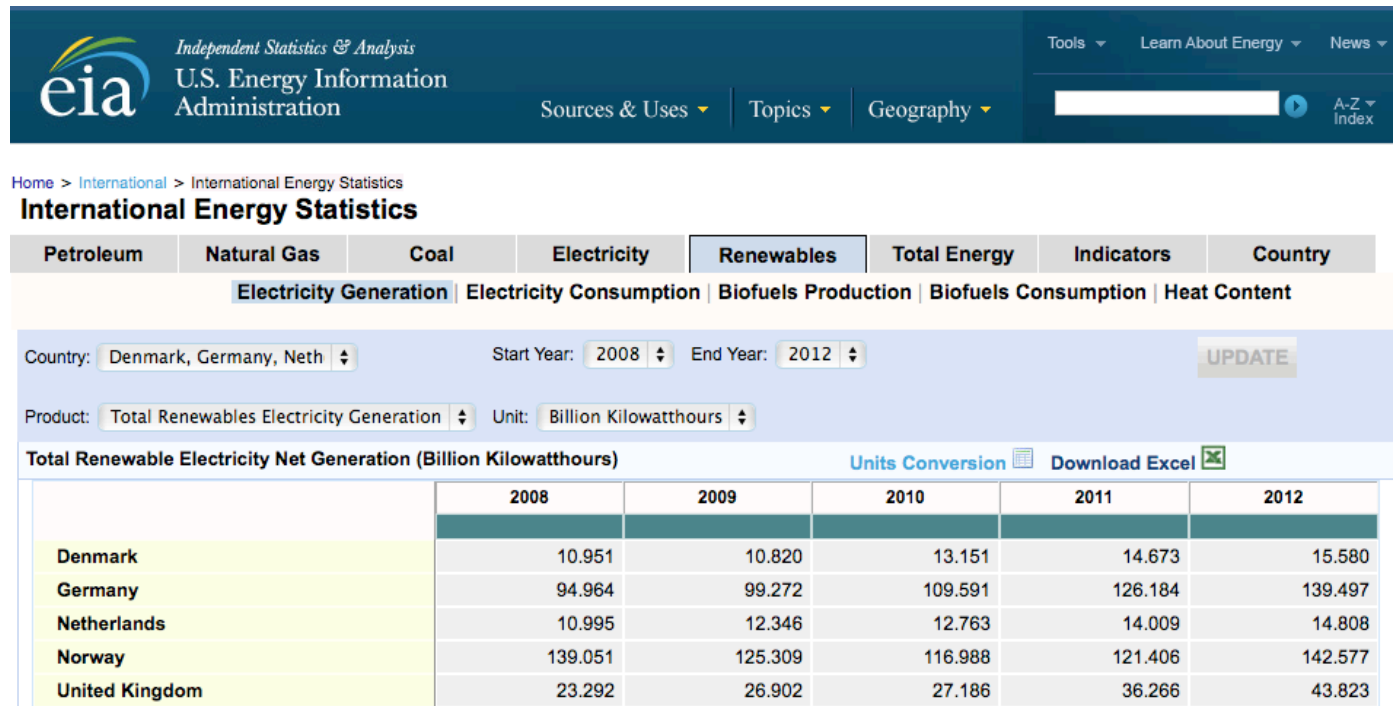 Independent Statistics & Analysis
U.S. Energy Information
Administration
eia
Sources & Uses Topics Geography
Tools Learn About Energy News
A-Z
Index
Home > International > International Energy Statistics
International Energy Statistics
Petroleum Natural Gas Coal Electricity Renewables Total Energy Indicators Country
Electricity Generation | Electricity Consumption | Biofuels Production | Biofuels Consumption | Heat Content
Country: Denmark, Germany, Neth Start Year: 2008 End Year: 2012 UPDATE
Product: Total Renewables Electricity Generation Unit: Billion Kilowatthours
Total Renewable Electricity Net Generation (Billion Kilowatthours) Units Conversion Download Excel
2008 2009 2010 2011 2012
Denmark 10.951 10.820 13.151 14.673 15.580
Germany 94.964 99.272 109.591 126.184 139.497
Netherlands 10.995 12.346 12.763 14.009 14.808
Norway 139.051 125.309 116.988 121.406 142.577
United Kingdom 23.292 26.902 27.186 36.266 43.823